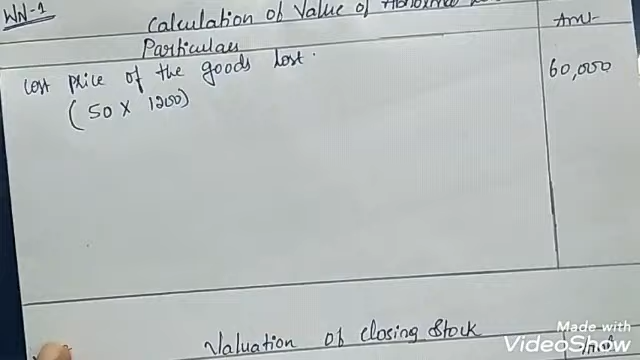 WN-1
Calculation of Value of Abnormal
Particulars
Amt
Cost price of the goods lost.
60,000
(50 x 1200)
Valuation of closing stock
Made with
VideoShow